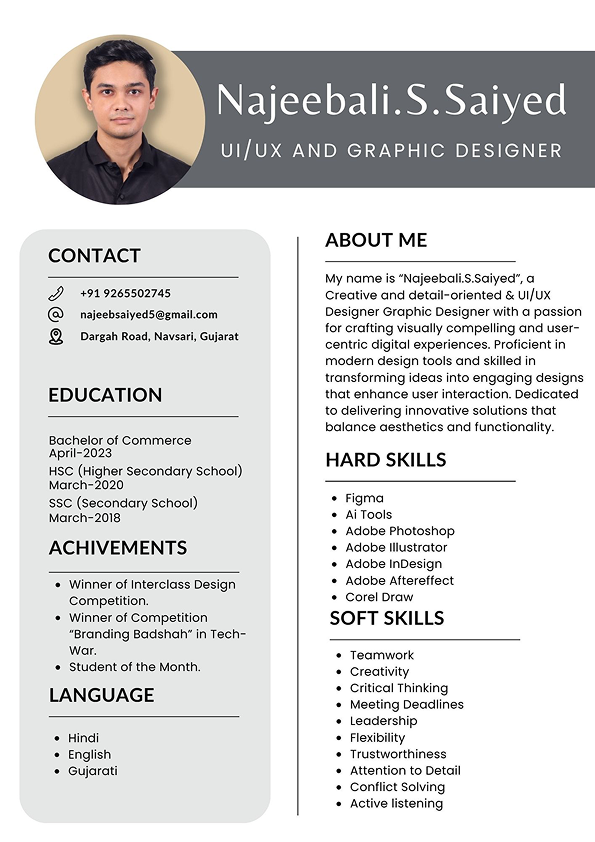 Najeebali.S.Saiyed
UI/UX AND GRAPHIC DESIGNER
CONTACT
+91 9265502745
najeebsaiyed5@gmail.com
Dargah Road, Navsari, Gujarat
EDUCATION
Bachelor of Commerce
April-2023
HSC (Higher Secondary School)
March-2020
SSC (Secondary School)
March-2018
ACHIVEMENTS
Winner of Interclass Design
Competition.
Winner of Competition
"Branding Badshah" in Tech-
War.
Student of the Month.
LANGUAGE
Hindi
English
Gujarati
ABOUT ME
My name is “Najeebali.S.Saiyed”, a
Creative and detail-oriented & UI/UX
Designer Graphic Designer with a passion
for crafting visually compelling and user-
centric digital experiences. Proficient in
modern design tools and skilled in
transforming ideas into engaging designs
that enhance user interaction. Dedicated
to delivering innovative solutions that
balance aesthetics and functionality.
HARD SKILLS
Figma
Ai Tools
Adobe Photoshop
Adobe Illustrator
Adobe InDesign
Adobe Aftereffect
Corel Draw
SOFT SKILLS
Teamwork
Creativity
Critical Thinking
Meeting Deadlines
Leadership
Flexibility
Trustworthiness
Attention to Detail
Conflict Solving
Active listening